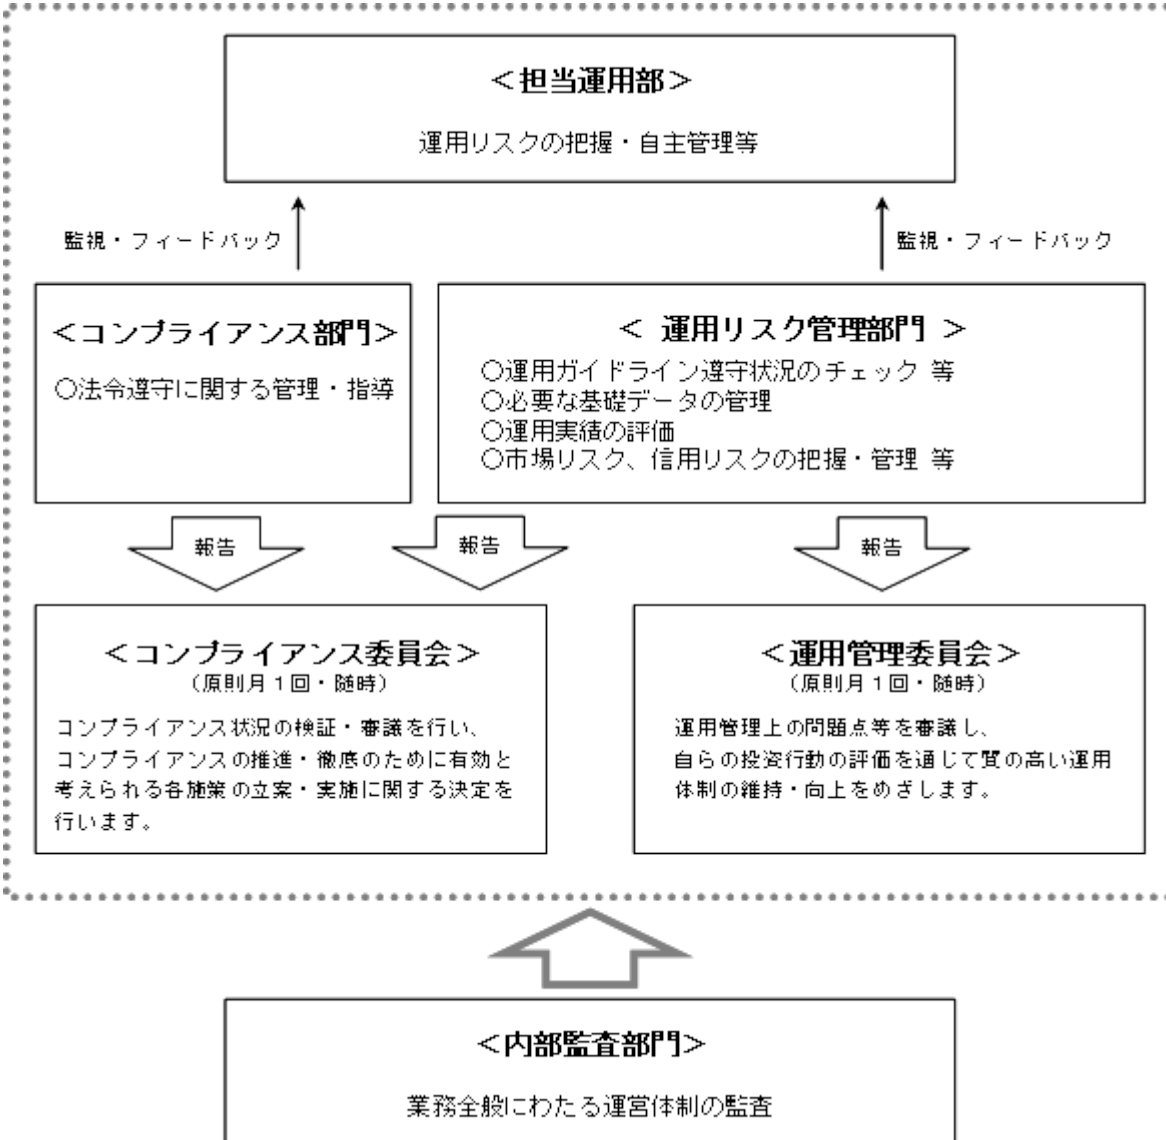 ＜担当運用部＞
運用リスクの把握・自主管理等
監視・フィードバック
監視・フィードバック
＜コンプライアンス部門＞
○法令遵守に関する管理・指導
＜ 運用リスク管理部門 ＞
○運用ガイドライン遵守状況のチェック 等
○必要な基礎データの管理
○運用実績の評価
○市場リスク、信用リスクの把握・管理 等
報告
報告
報告
＜コンプライアンス委員会＞
（原則月１回・随時）
コンプライアンス状況の検証・審議を行い、
コンプライアンスの推進・徹底のために有効と
考えられる各施策の立案・実施に関する決定を
行います。
＜運用管理委員会＞
（原則月１回・随時）
運用管理上の問題点等を審議し、
自らの投資行動の評価を通じて質の高い運用
体制の維持・向上をめざします。
＜内部監査部門＞
業務全般にわたる運営体制の監査